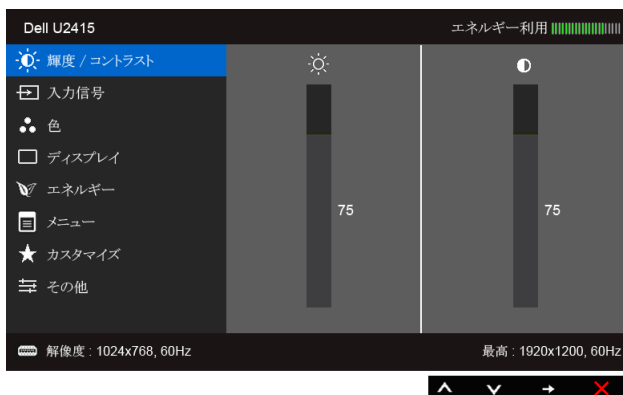 Dell U2415
エネルギー利用
輝度 / コントラスト
入力信号
色
ディスプレイ
エネルギー
メニュー
カスタマイズ
その他
75
75
解像度 : 1024x768, 60Hz
最高 : 1920x1200, 60Hz